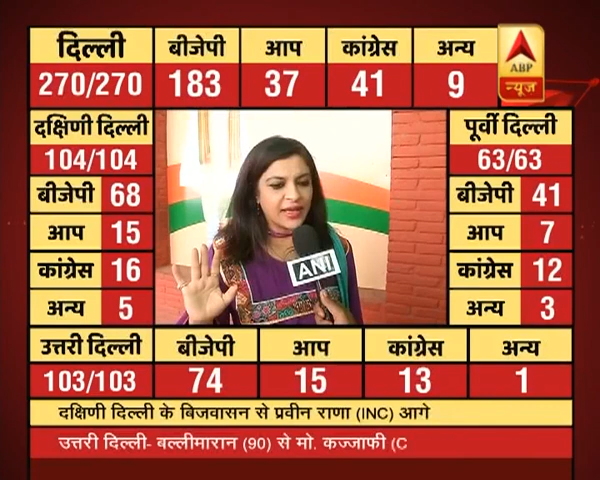 दिल्ली बीजेपी आप कांग्रेस अन्य
270/270 183 37 41 9
ABP
न्यूज़
दक्षिणी दिल्ली
104/104
बीजेपी 68
आप 15
कांग्रेस 16
अन्य 5
ANI
पूर्वी दिल्ली
63/63
बीजेपी 41
आप 7
कांग्रेस 12
अन्य 3
उत्तरी दिल्ली बीजेपी आप कांग्रेस अन्य
103/103 74 15 13 1
दक्षिणी दिल्ली के बिजवासन से प्रवीन राणा (INC) आगे
उत्तरी दिल्ली- वल्लीमारान (90) से मो. कज्जाफी (C